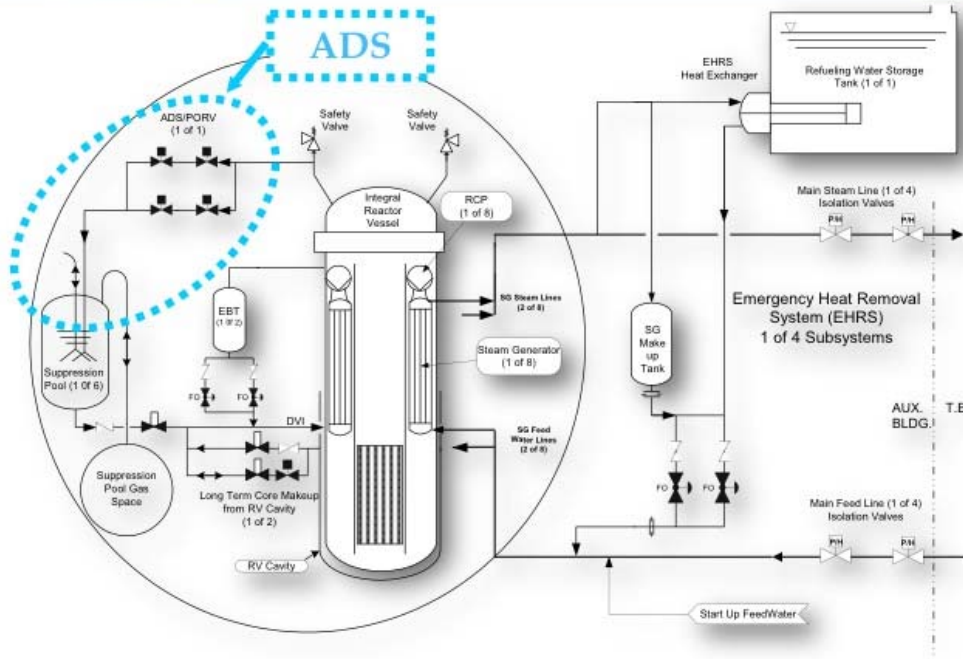 ADS
ADS/PORV
(1 of 1)
Safety
Valve
Safety
Valve
EHRS
Heat Exchanger
Refueling Water Storage
Tank (1 of 1)
Integral
Reactor
Vessel
RCP
(1 of 8)
Main Steam Line (1 of 4)
Isolation Valves
P/H
P/H
EBT
(1 0f 2)
SG Steam Lines
(2 of 8)
Emergency Heat Removal
System (EHRS)
1 of 4 Subsystems
SG
Make
up
Tank
Steam Generator
(1 of 8)
Suppression
Pool (1 0f 6)
FO
FO
DVI
SG Feed
Water Lines
(2 of 8)
AUX.
BLDG.
T.B
Suppression
Pool Gas
Space
Long Term Core Makeup
from RV Cavity
(1 of 2)
FO
FO
Main Feed Line (1 of 4)
Isolation Valves
P/H
P/H
RV Cavity
Start Up FeedWater